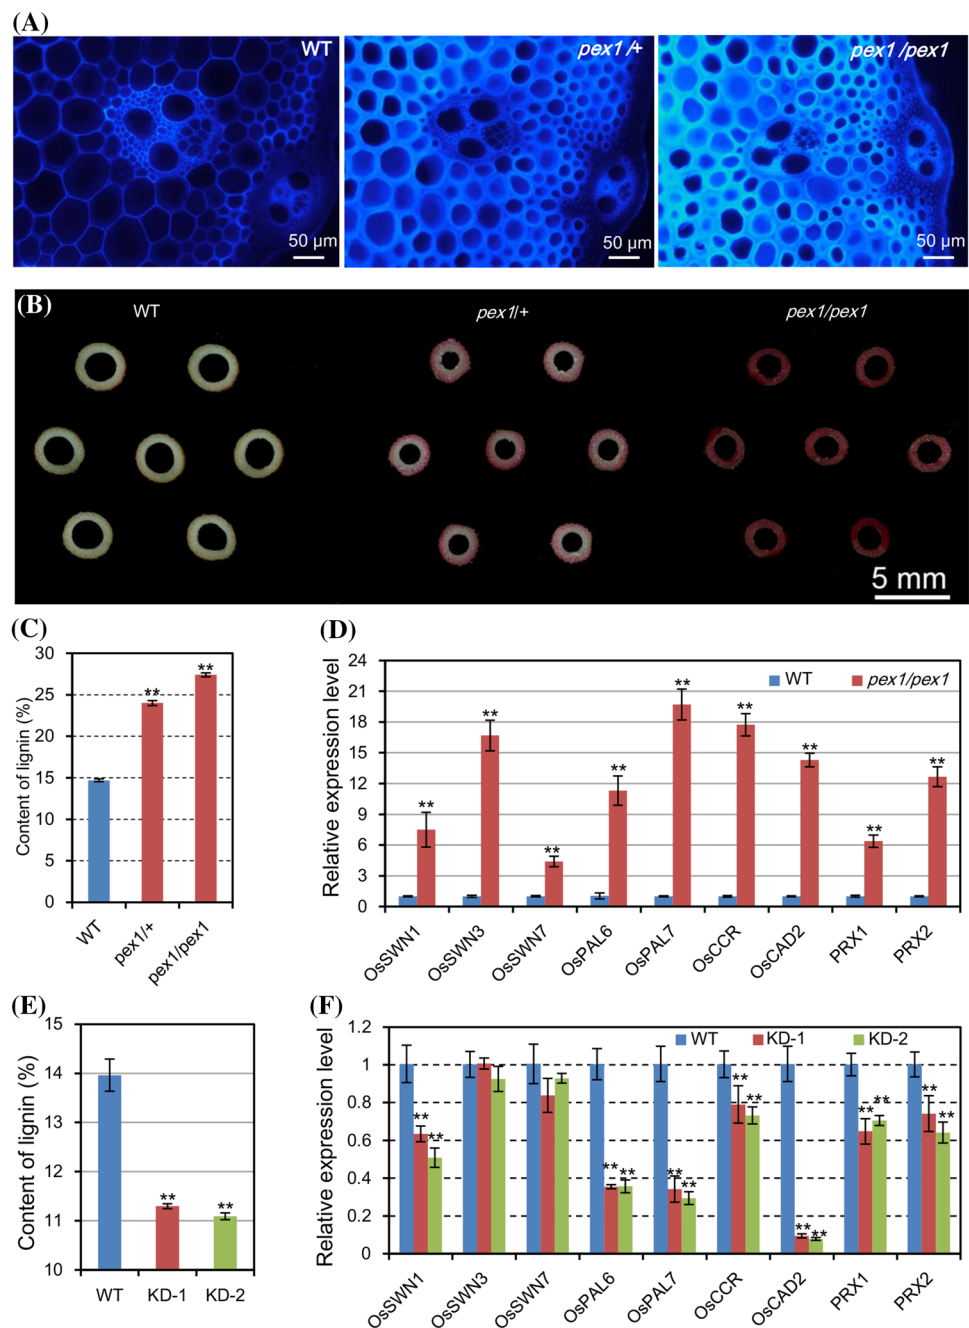 (A)
WT
pex1/+
pex1/pex1
50 µm
50 µm
50 µm
(B)
WT
pex1/+
pex1/pex1
5 mm
(C)
Content of lignin (%)
30
25
20
15
10
5
0
**
**
WT
pex1/+
pex1/pex1
(D)
Relative expression level
24
21
18
15
12
9
6
3
0
WT
pex1/pex1
**
**
**
**
**
**
**
**
**
OsSWN1
OsSWN3
OsSWN7
OsPAL6
OsPAL7
OsCCR
OsCAD2
PRX1
PRX2
(E)
Content of lignin (%)
15
14
13
12
11
10
**
**
WT
KD-1
KD-2
(F)
Relative expression level
1.2
1
0.8
0.6
0.4
0.2
0
WT
KD-1
KD-2
**
**
**
**
**
**
**
**
**
**
**
**
**
**
OsSWN1
OsSWN3
OsSWN7
OsPAL6
OsPAL7
OsCCR
OsCAD2
PRX1
PRX2